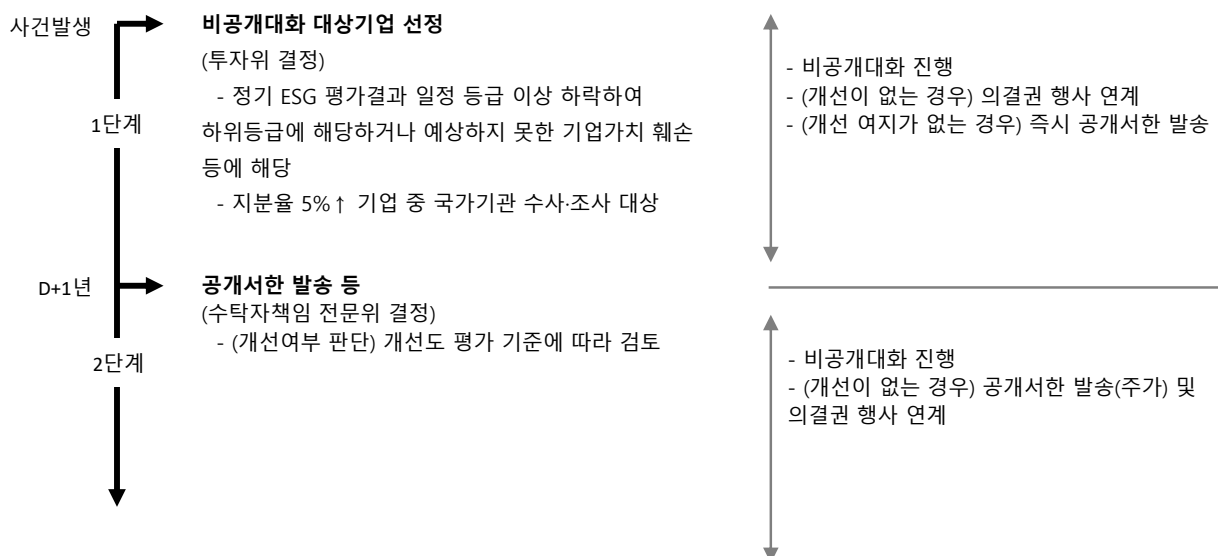 사건발생
비공개대화 대상기업 선정
(투자위 결정)
- 정기 ESG 평가결과 일정 등급 이상 하락하여
하위등급에 해당하거나 예상하지 못한 기업가치 훼손
등에 해당
- 지분율 5%↑ 기업 중 국가기관 수사·조사 대상
1단계
- 비공개대화 진행
- (개선이 없는 경우) 의결권 행사 연계
- (개선 여지가 없는 경우) 즉시 공개서한 발송
D+1년
공개서한 발송 등
(수탁자책임 전문위 결정)
- (개선여부 판단) 개선도 평가 기준에 따라 검토
2단계
- 비공개대화 진행
- (개선이 없는 경우) 공개서한 발송(주가) 및
의결권 행사 연계